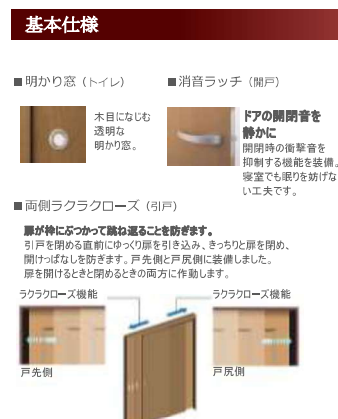 基本仕様
■明かり窓（トイレ）
木目になじむ
透明な
明かり窓。
■消音ラッチ（開戸）
ドアの開閉音を
静かに
開閉時の衝撃音を
抑制する機能を装備。
寝室でも眠りを妨げな
い工夫です。
■両側ラクラクローズ（引戸）
扉が枠にぶつかって跳ね返ることを防ぎます。
引戸を閉める直前にゆっくり扉を引き込み、きっちりと扉を閉め、
開けっぱなしを防ぎます。戸先側と戸尻側に装備しました。
扉を開けるときと閉めるときの両方に作動します。
ラクラクローズ機能
ラクラクローズ機能
戸先側
戸尻側